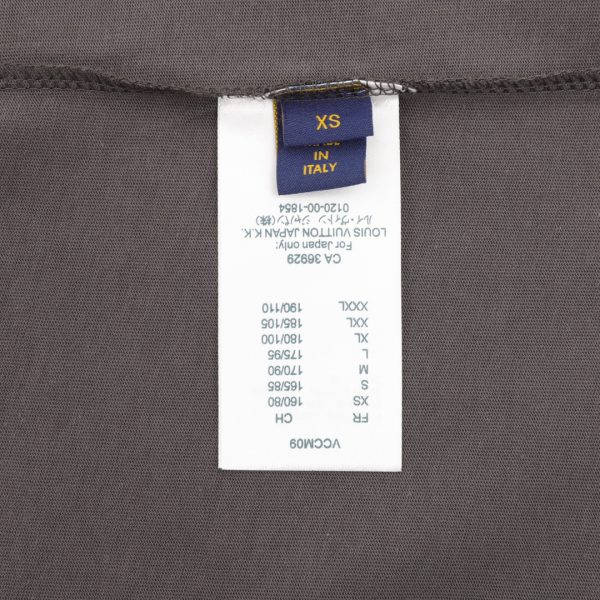 XS
MADE
IN
ITALY
VCCM09
FR CH
XS 160/80
S 165/85
M 170/90
L 175/95
XL 180/100
XXL 185/105
XXXL 190/110
CA 36929
For Japan only:
LOUIS VUITTON JAPAN K.K.
ルイ・ヴィトン ジャパン(株)
0120-00-1854